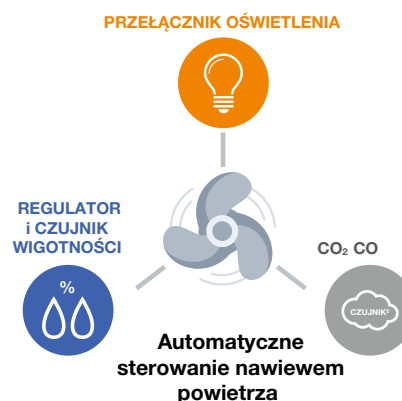 PRZEŁĄCZNIK OŚWIETLENIA
REGULATOR
i CZUJNIK
WIGOTNOŚCI
%
CO₂ CO
CZUJNIK²
Automatyczne
sterowanie nawiewem
powietrza